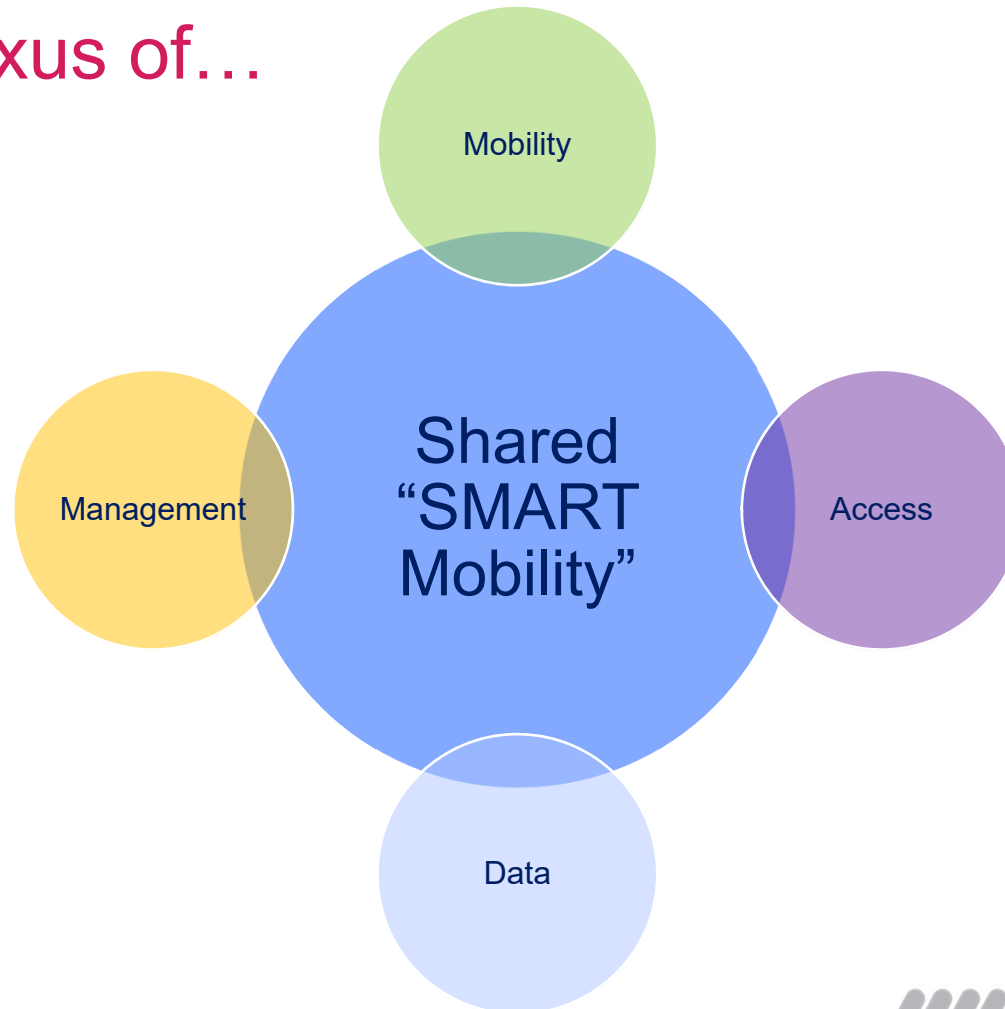 xus of…
Mobility
Management
Shared
“SMART
Mobility”
Access
Data